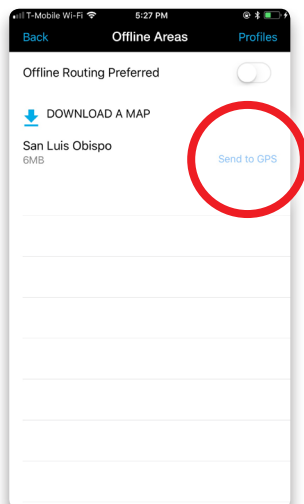 T-Mobile Wi-Fi 5:27 PM
Back Offline Areas Profiles
Offline Routing Preferred
DOWNLOAD A MAP
San Luis Obispo
6MB
Send to GPS